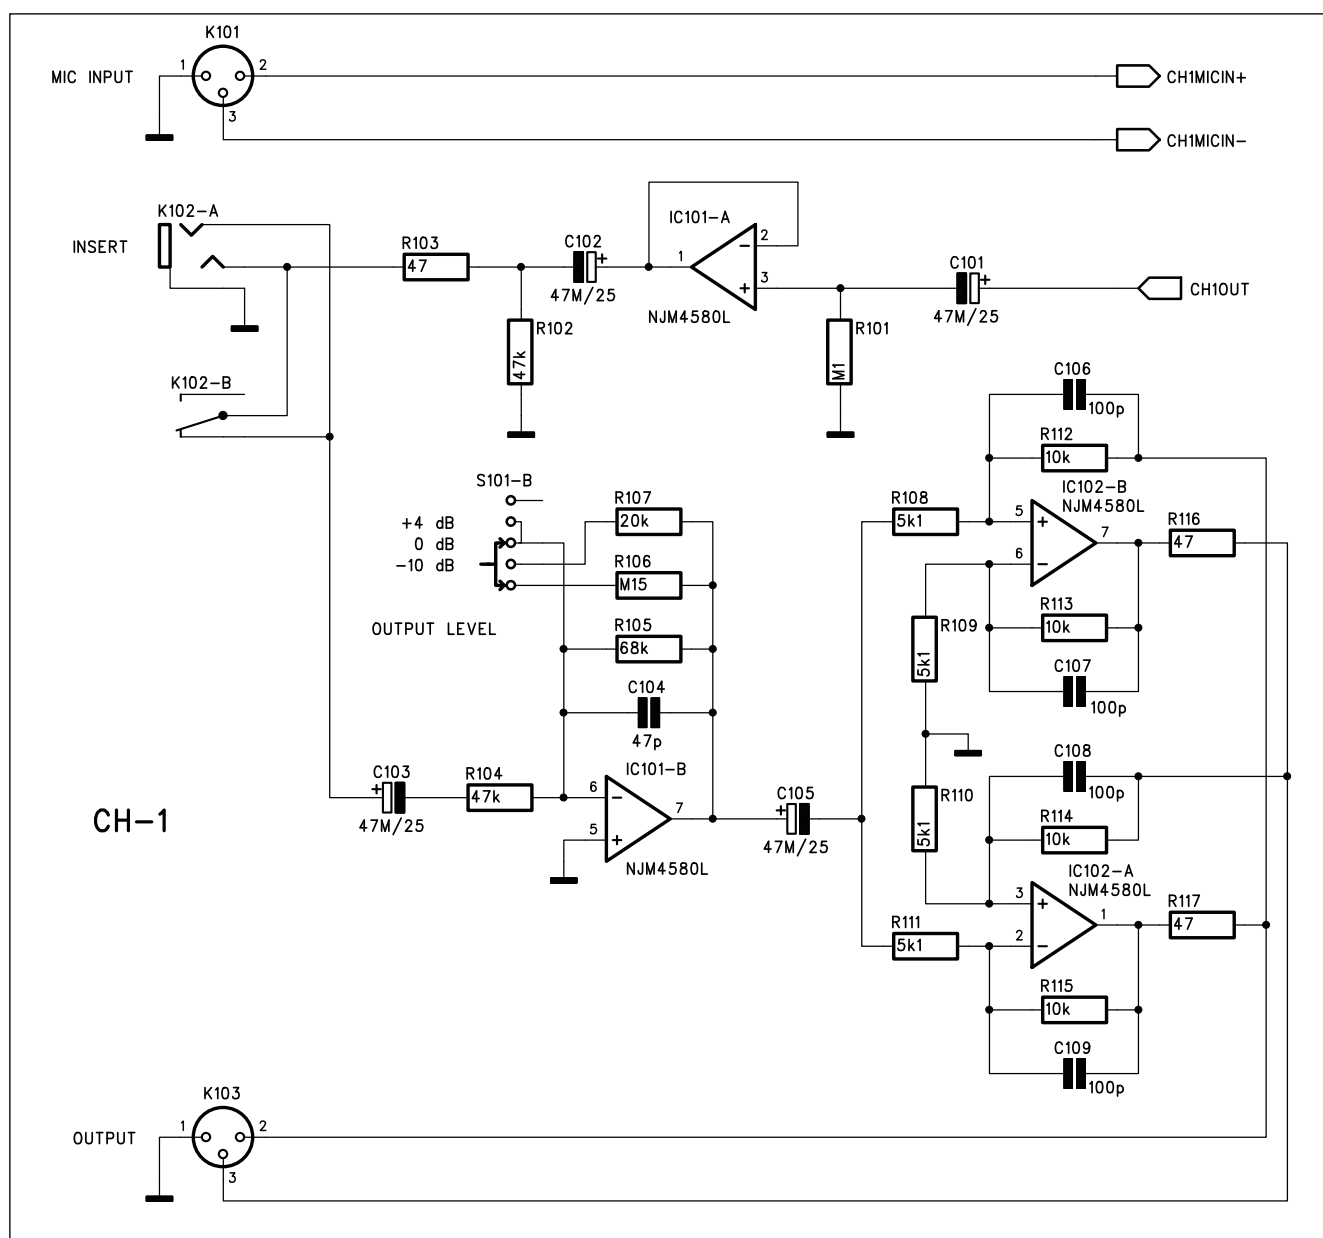 K101
MIC INPUT
1
2
3
CH1MICIN+
CH1MICIN-
K102-A
INSERT
R103
47
C102
+
47M/25
IC101-A
1
2
-
3
+
NJM4580L
C101
+
47M/25
CH1OUT
R102
47k
R101
M1
K102-B
C106
100p
R112
10k
S101-B
+4 dB
0 dB
-10 dB
OUTPUT LEVEL
R107
20k
R106
M15
R105
68k
C104
47p
R108
5k1
IC102-B
NJM4580L
5
+
6
-
7
R116
47
R109
5k1
R113
10k
C107
100p
CH-1
C103
+
47M/25
R104
47k
IC101-B
6
-
5
+
7
NJM4580L
C105
+
47M/25
R110
5k1
C108
100p
R114
10k
IC102-A
NJM4580L
3
+
2
-
1
R117
47
R111
5k1
R115
10k
C109
100p
K103
OUTPUT
1
2
3